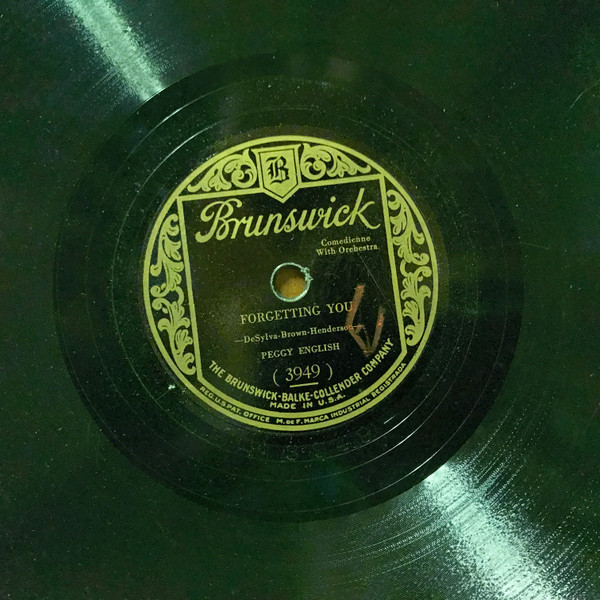 B
Brunswick
Comedienne
With Orchestra
FORGETTING YOU
—DeSylva-Brown-Henderson—
PEGGY ENGLISH
( 3949 )
THE BRUNSWICK-BALKE-COLLENDER COMPANY
MADE IN U.S.A.
REG. U.S. PAT. OFFICE M. DE F. MARCA INDUSTRIAL REGISTRADA